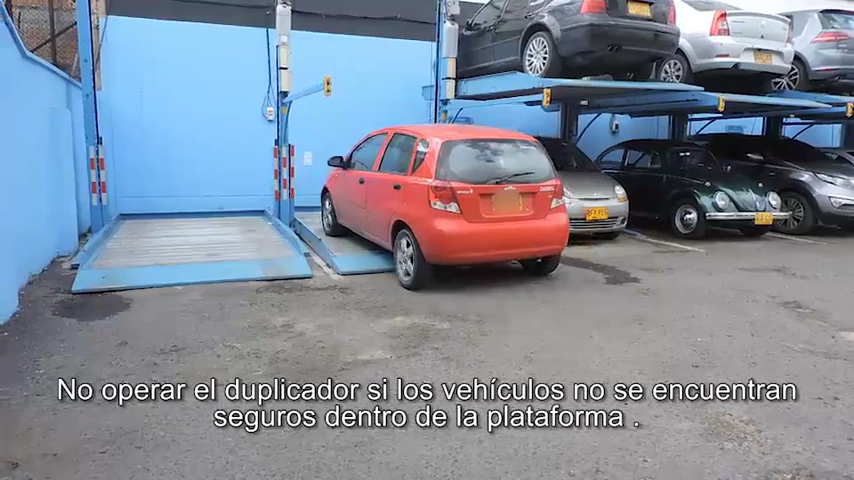 No operar el duplicador si los vehículos no se encuentran
seguros dentro de la plataforma .